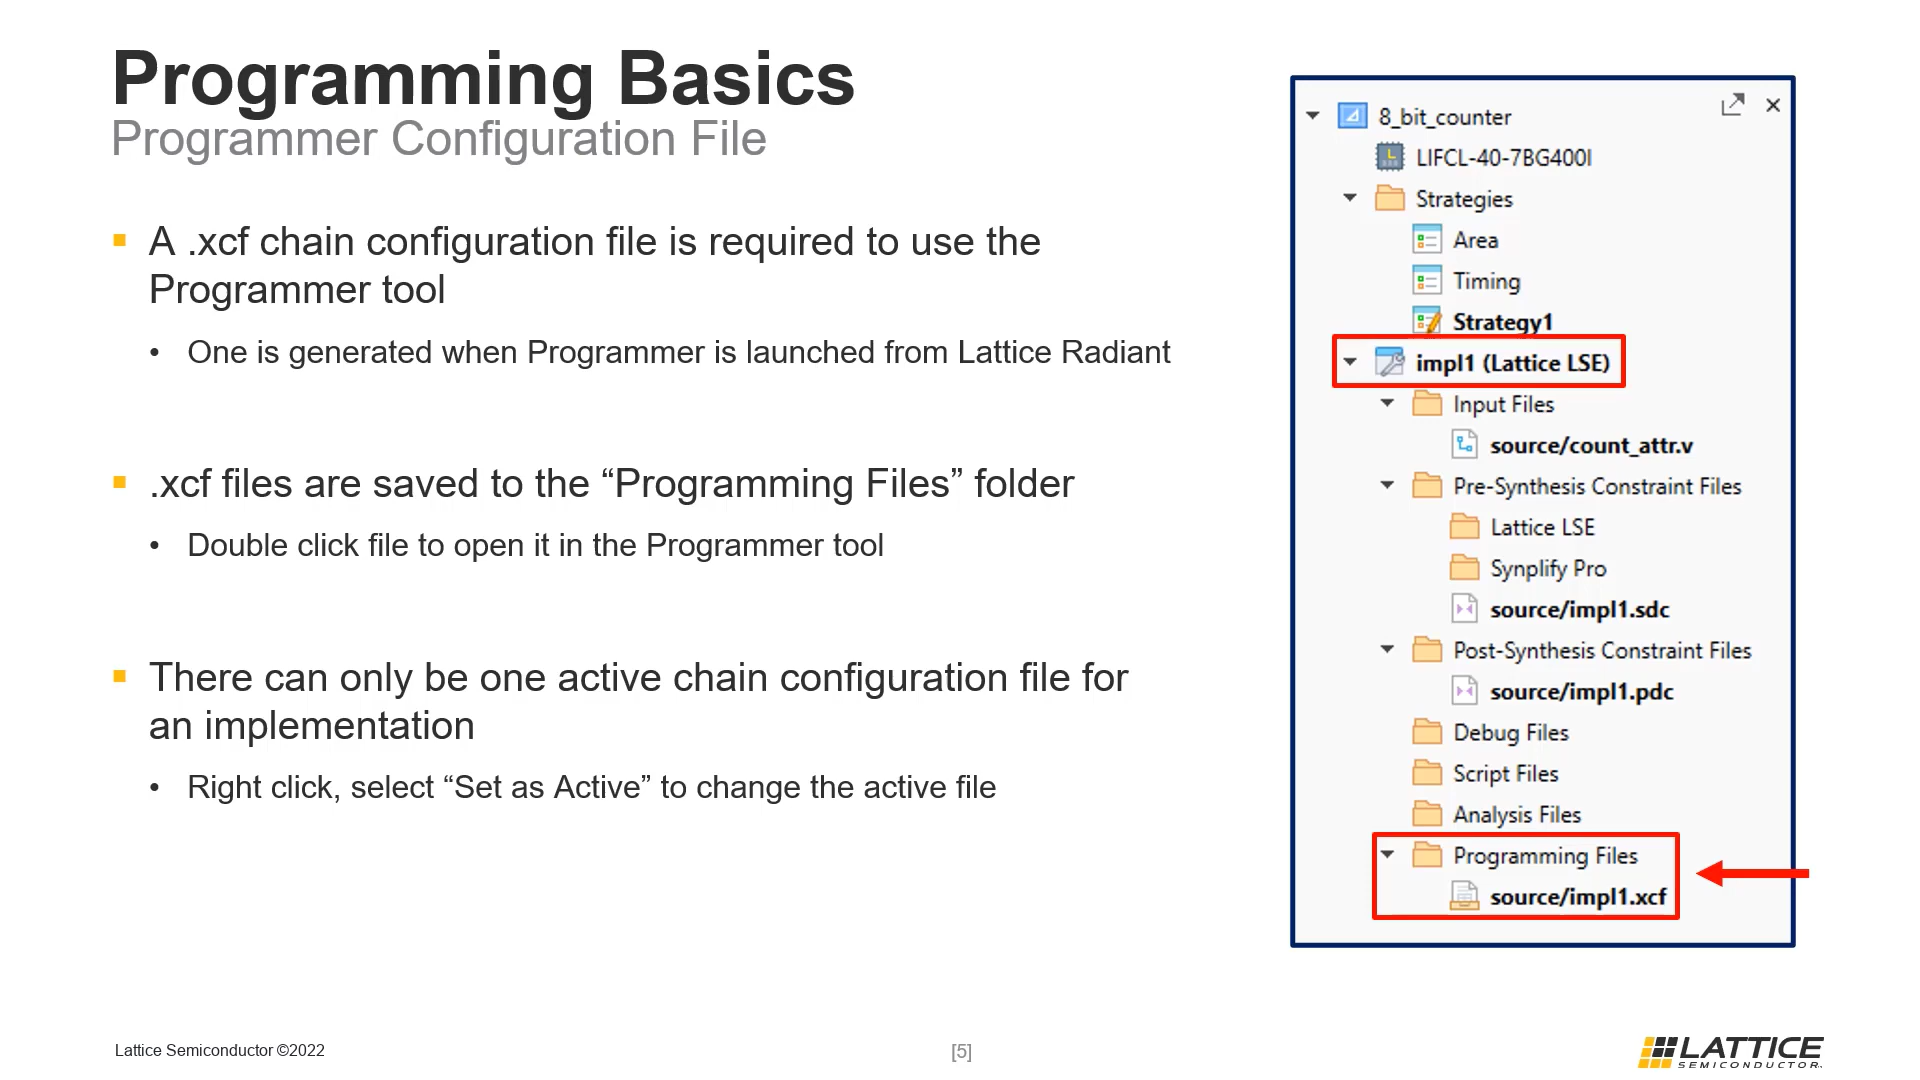 Programming Basics
Programmer Configuration File
▪ A .xcf chain configuration file is required to use the
Programmer tool
• One is generated when Programmer is launched from Lattice Radiant
▪ .xcf files are saved to the “Programming Files” folder
• Double click file to open it in the Programmer tool
▪ There can only be one active chain configuration file for
an implementation
• Right click, select “Set as Active” to change the active file
8_bit_counter
LIFCL-40-7BG400I
Strategies
Area
Timing
Strategy1
impl1 (Lattice LSE)
Input Files
source/count_attr.v
Pre-Synthesis Constraint Files
Lattice LSE
Synplify Pro
source/impl1.sdc
Post-Synthesis Constraint Files
source/impl1.pdc
Debug Files
Script Files
Analysis Files
Programming Files
source/impl1.xcf
Lattice Semiconductor ©2022
[5]
LATTICE
SEMICONDUCTOR